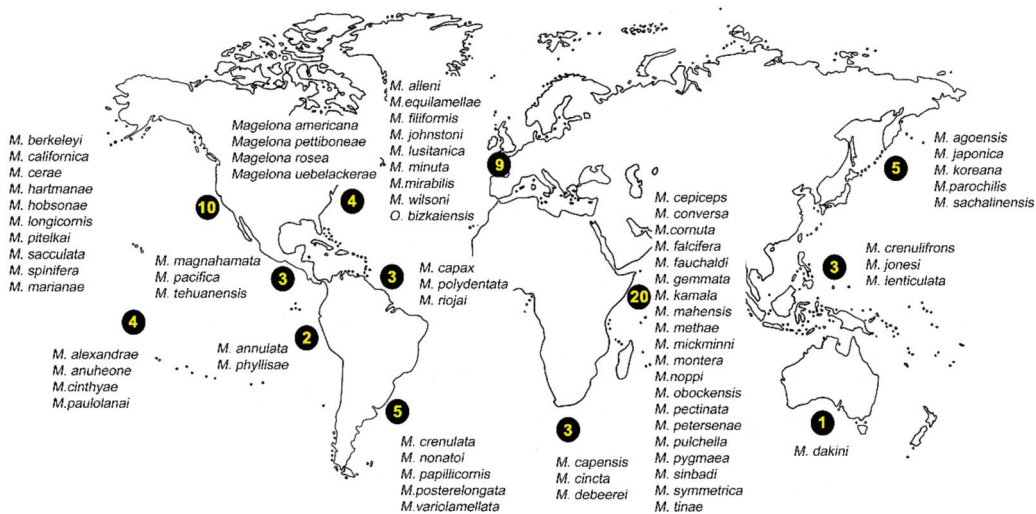 M. berkeleyi
M. californica
M. cerae
M. hartmanae
M. hobsonae
M. longicornis
M. pitelkai
M. sacculata
M. spinifera
M. marianae
10
Magelona americana
Magelona pettiboneae
Magelona rosea
Magelona uebelackerae
4
M. alleni
M.equilamellae
M. filiformis
M. johnstoni
M. lusitanica
M. minuta
M.mirabilis
M. wilsoni
O. bizkaiensis
9
M. agoensis
M. japonica
M. koreana
M.parochilis
M. sachalinensis
5
M. magnahamata
M. pacifica
M. tehuanensis
3
3
M. capax
M. polydentata
M. riojai
M. cepiceps
M. conversa
M.cornuta
M. falcifera
M. fauchaldi
M. gemmata
M. kamala
M. mahensis
M. methae
M. mickminni
M. montera
M.noppi
M. obockensis
M. pectinata
M. petersenae
M. pulchella
M. pygmaea
M. sinbadi
M. symmetrica
M. tinae
20
3
M. crenulifrons
M. jonesi
M. lenticulata
4
M. alexandrae
M. anuheone
M.cinthyae
M.paulolanai
2
M. annulata
M. phyllisae
5
M. crenulata
M. nonatoi
M. papillicornis
M.posterelongata
M.variolamellata
3
M. capensis
M. cincta
M. debeerei
1
M. dakini